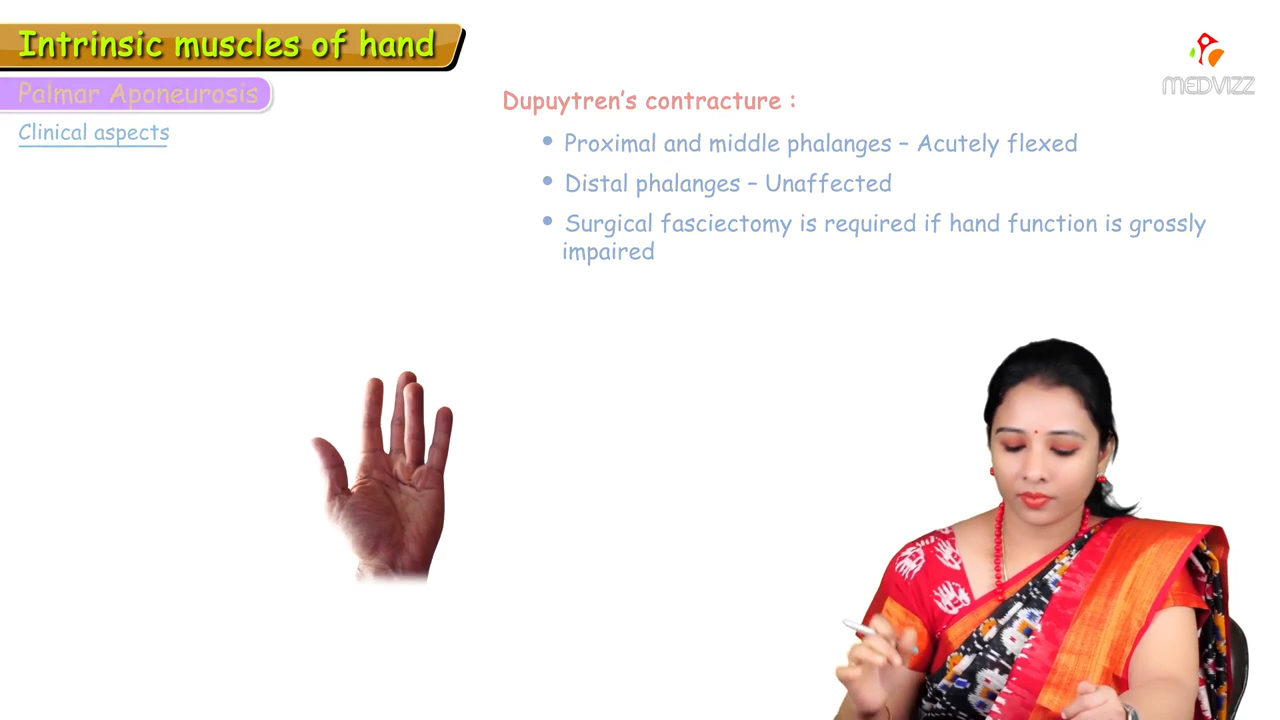 Intrinsic muscles of hand
MEDVIZZ
Palmar Aponeurosis
Clinical aspects
Dupuytren’s contracture :
• Proximal and middle phalanges – Acutely flexed
• Distal phalanges – Unaffected
• Surgical fasciectomy is required if hand function is grossly
impaired